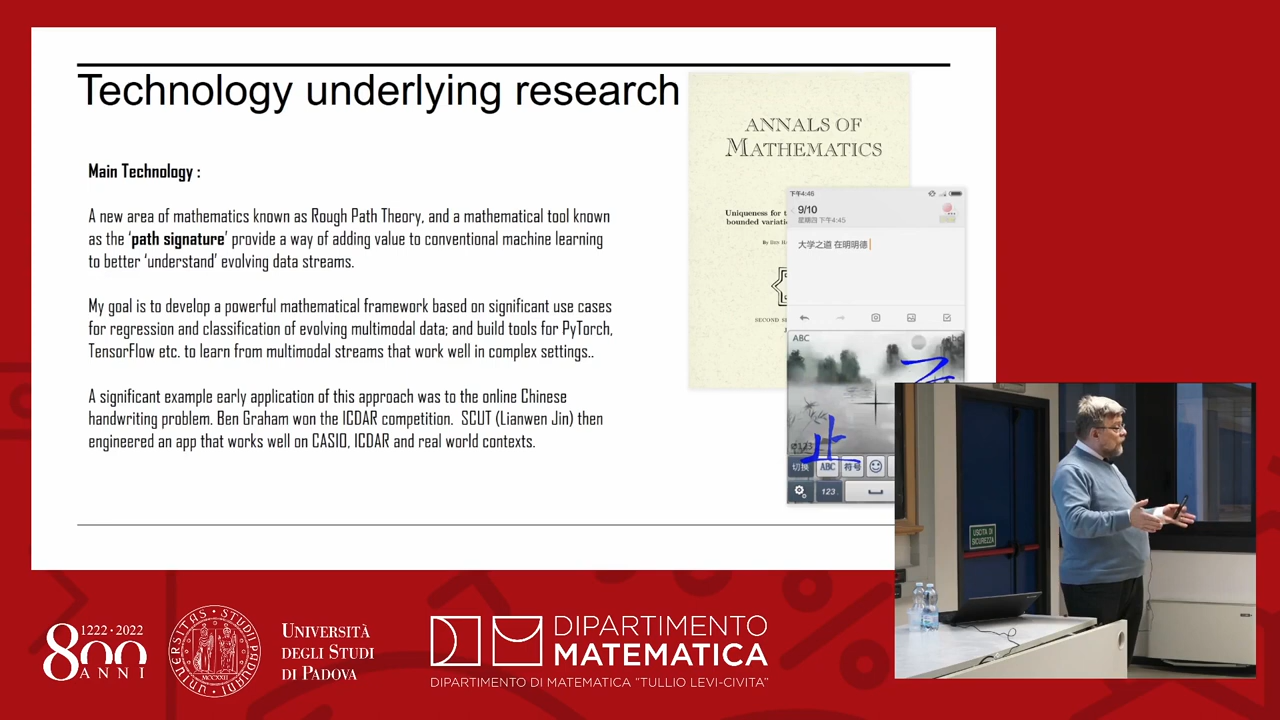 Technology underlying research
Main Technology :
A new area of mathematics known as Rough Path Theory, and a mathematical tool known
as the ‘path signature’ provide a way of adding value to conventional machine learning
to better ‘understand’ evolving data streams.
My goal is to develop a powerful mathematical framework based on significant use cases
for regression and classification of evolving multimodal data; and build tools for PyTorch,
TensorFlow etc. to learn from multimodal streams that work well in complex settings..
A significant example early application of this approach was to the online Chinese
handwriting problem. Ben Graham won the ICDAR competition. SCUT (Lianwen Jin) then
engineered an app that works well on CASIO, ICDAR and real world contexts.
ANNALS OF
MATHEMATICS
Uniqueness for
bounded
SECOND
下午4:46
9/10
星期四 下午4:45
大学之道 在明明德
ABC
abc
止
切换 ABC 符号
123
USCITA DI
SICUREZZA
1222·2022
800
ANNI
UNIVERSITÀ
DEGLI STUDI
DI PADOVA
DIPARTIMENTO
MATEMATICA
DIPARTIMENTO DI MATEMATICA “TULLIO LEVI-CIVITA”